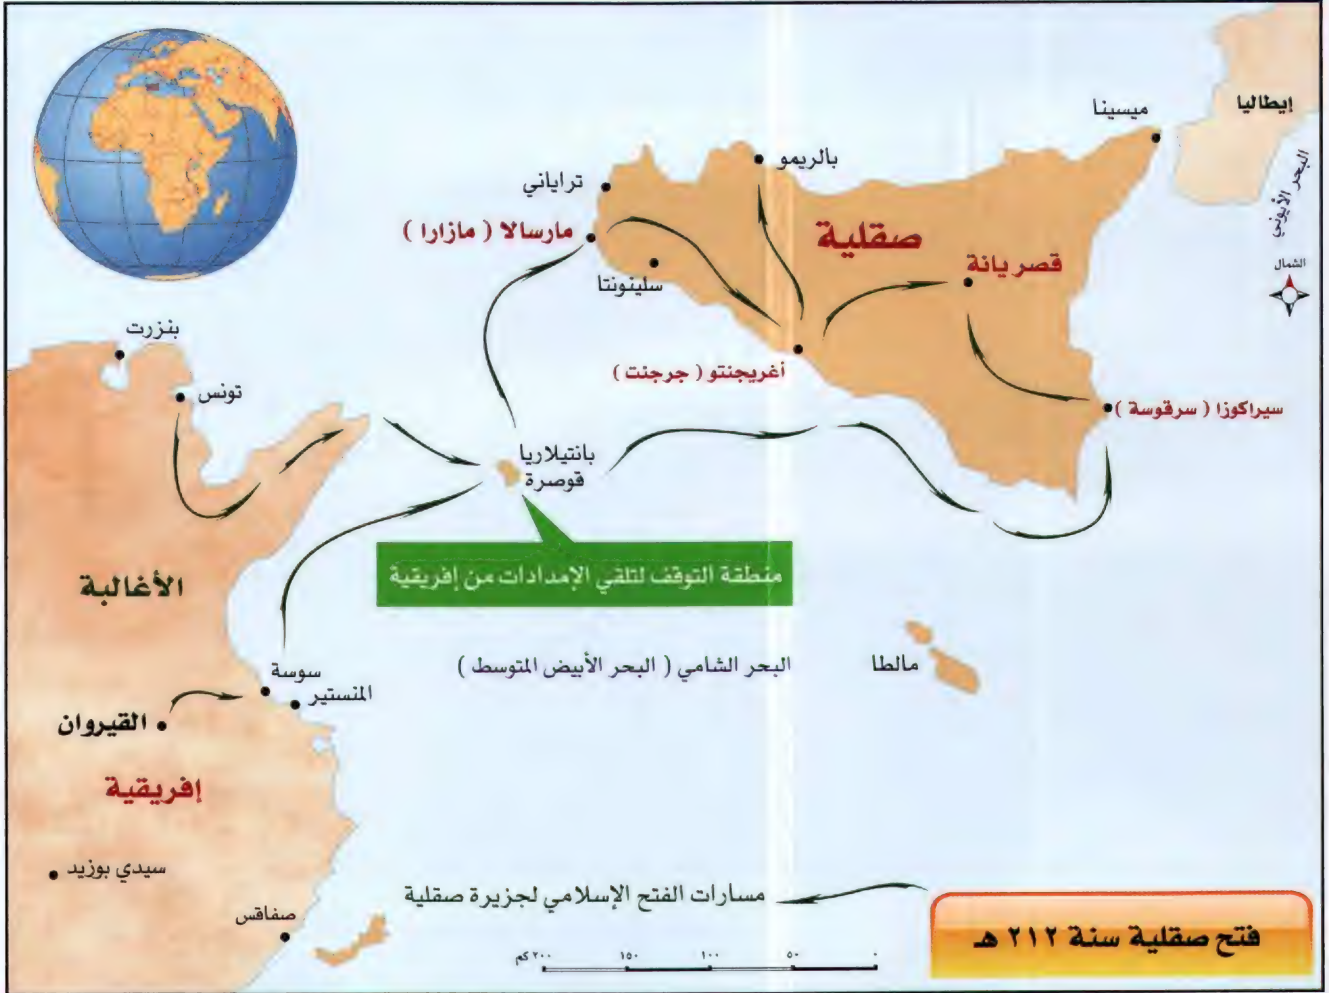 إيطاليا
ميسينا
البحر الأيوني
بالريمو
تراياني
صقلية
مارسالا ( مازارا )
قصريانة
الشمال
سلينونتا
بنزرت
أغريجنتو ( جرجنت )
تونس
سيراكوزا ( سرقوسة )
بانتيلاريا
قوصرة
منطقة التوقف لتلقي الإمدادات من إفريقية
الأغالبة
البحر الشامي ( البحر الأبيض المتوسط )
مالطا
سوسة
المنستير
القيروان
إفريقية
سيدي بوزيد
مسارات الفتح الإسلامي لجزيرة صقلية
صفاقس
فتح صقلية سنة ٢١٢ هـ
٠ ٥٠ ١٠٠ ١٥٠ ٢٠٠ كم